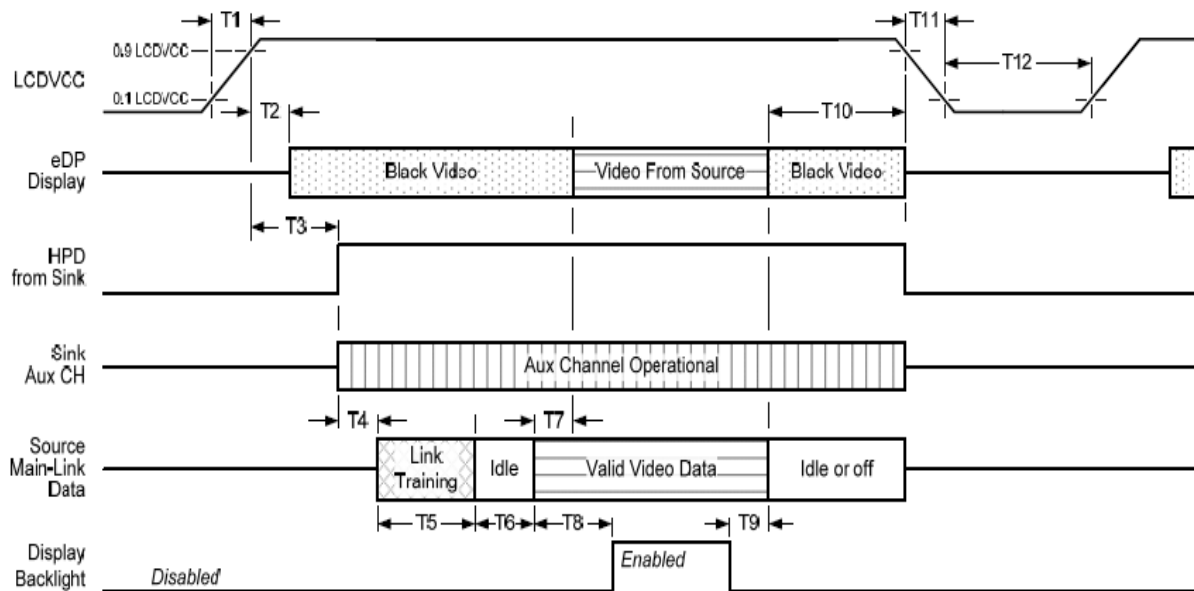 T1
T11
0.9 LCDVCC
LCDVCC
T12
0.1 LCDVCC
T2
T10
eDP
Display
Black Video
Video From Source
Black Video
T3
HPD
from Sink
Sink
Aux CH
Aux Channel Operational
T4
T7
Source
Main-Link
Data
Link
Training
Idle
Valid Video Data
Idle or off
T5
T6
T8
T9
Display
Backlight
Disabled
Enabled